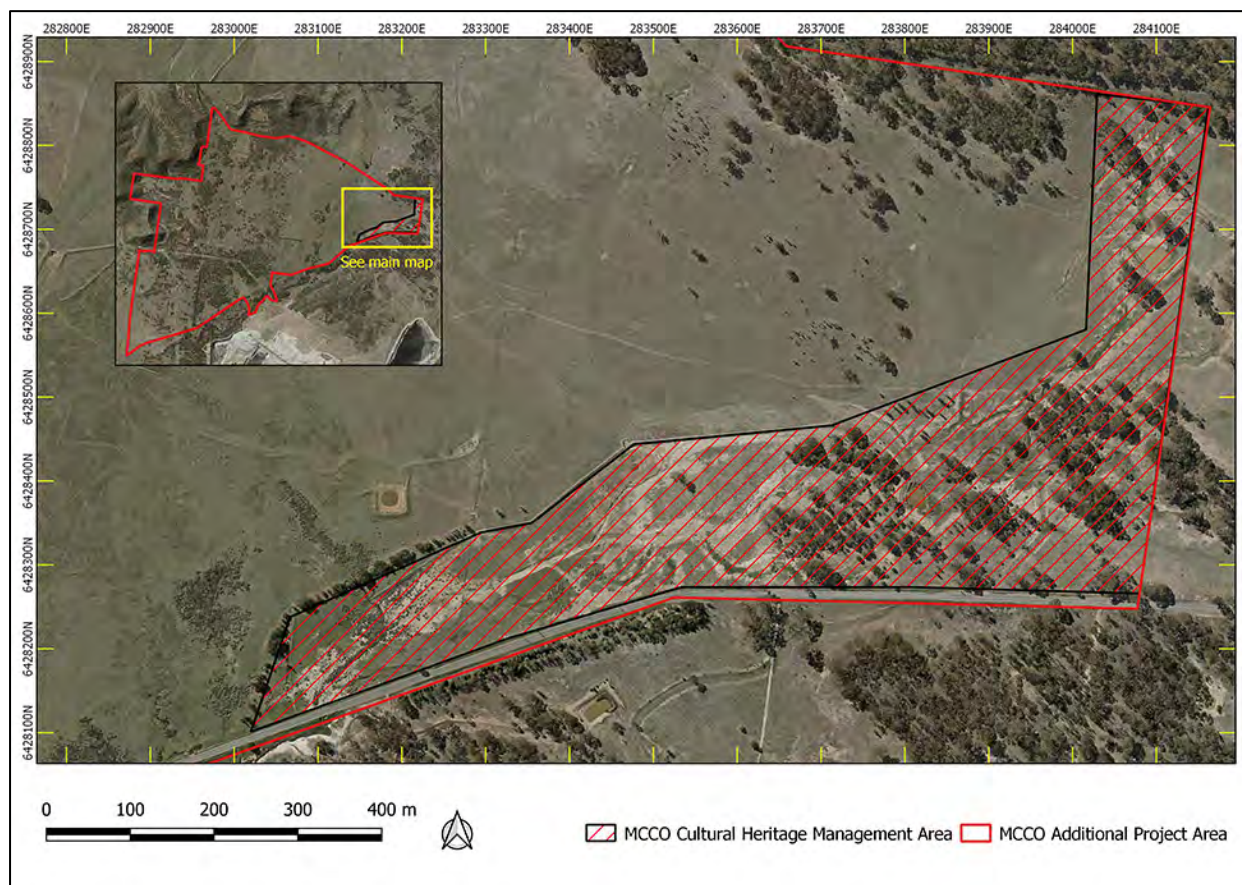 282800E 282900E 283000E 283100E 283200E 283300E 283400E 283500E 283600E 283700E 283800E 283900E 284000E 284100E
6428900N
6428800N
6428700N
6428600N
6428500N
6428400N
6428300N
6428200N
6428100N
See main map
0 100 200 300 400 m
MCCO Cultural Heritage Management Area MCCO Additional Project Area